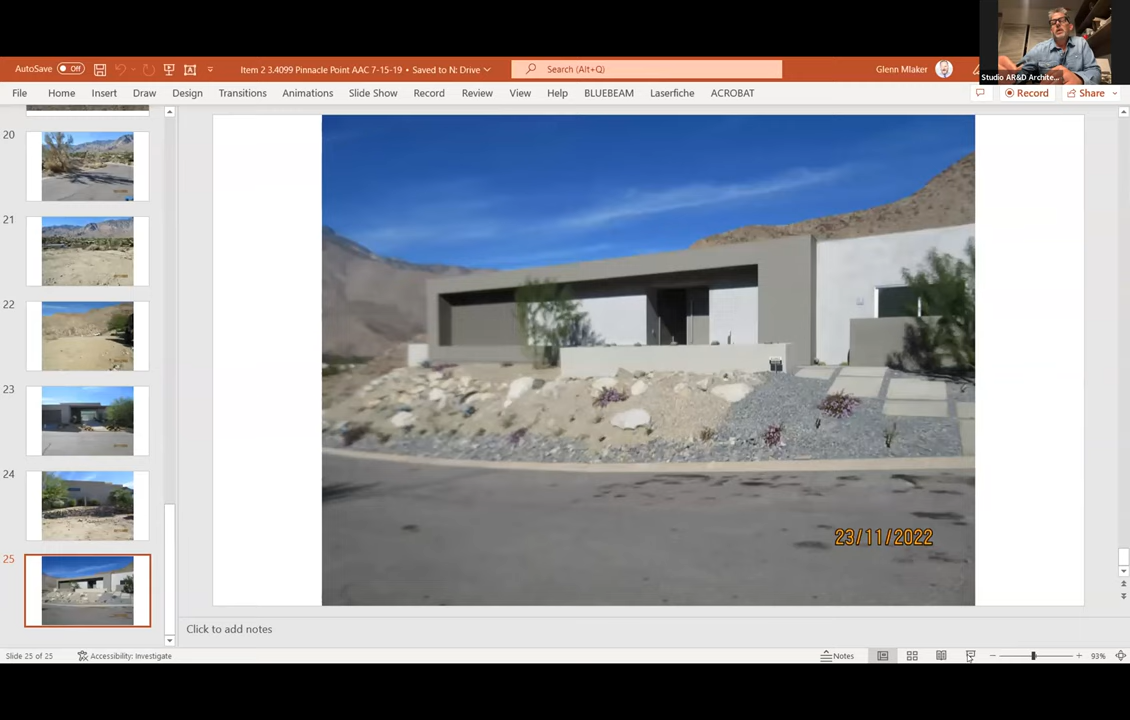 Studio AR&D Archite...
AutoSave Off
Item 2 3.4099 Pinnacle Point AAC 7-15-19 • Saved to N: Drive
Search (Alt+Q)
Glenn Mlaker
File Home Insert Draw Design Transitions Animations Slide Show Record Review View Help BLUEBEAM Laserfiche ACROBAT
Record Share
20
21
22
23
24
25
23/11/2022
Click to add notes
Slide 25 of 25 Accessibility: Investigate Notes 93%